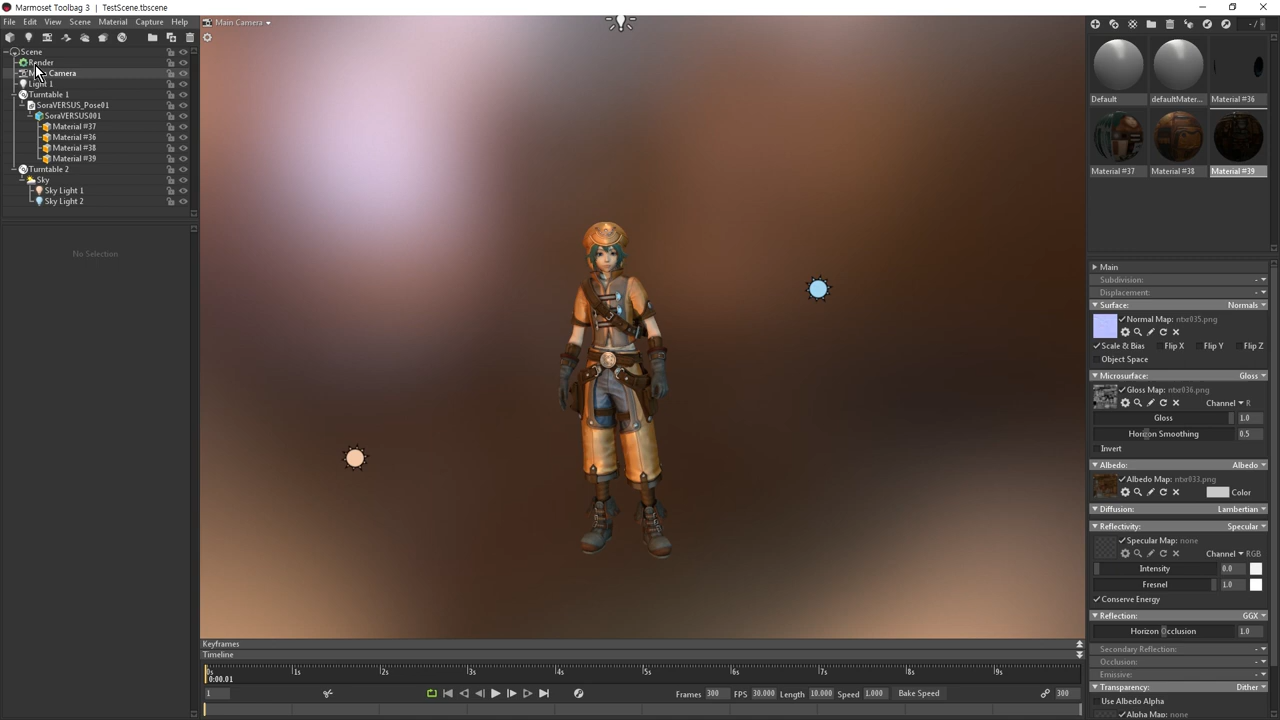 Marmoset Toolbag 3 | TestScene.tbscene
File Edit View Scene Material Capture Help
Main Camera
Scene
Render
Camera
Light 1
Turntable 1
SoraVERSUS_Pose01
SoraVERSUS001
Material #37
Material #36
Material #38
Material #39
Turntable 2
Sky
Sky Light 1
Sky Light 2
No Selection
Keyframes
Timeline
0s 1s 2s 3s 4s 5s 6s 7s 8s 9s
0:00.01
1
Frames 300 FPS 30.000 Length 10.000 Speed 1.000 Bake Speed 300
- / -
Default defaultMater... Material #36
Material #37 Material #38 Material #39
Main
Subdivision: -
Displacement: -
Surface: Normals
Normal Map: ntxr035.png
Scale & Bias Flip X Flip Y Flip Z
Object Space
Microsurface: Gloss
Gloss Map: ntxr036.png
Channel R
Gloss 1.0
Horizon Smoothing 0.5
Invert
Albedo: Albedo
Albedo Map: ntxr033.png
Color
Diffusion: Lambertian
Reflectivity: Specular
Specular Map: none
Channel RGB
Intensity 0.0
Fresnel 1.0
Conserve Energy
Reflection: GGX
Horizon Occlusion 1.0
Secondary Reflection: -
Occlusion: -
Emissive: -
Transparency: Dither
Use Albedo Alpha
Alpha Map: none